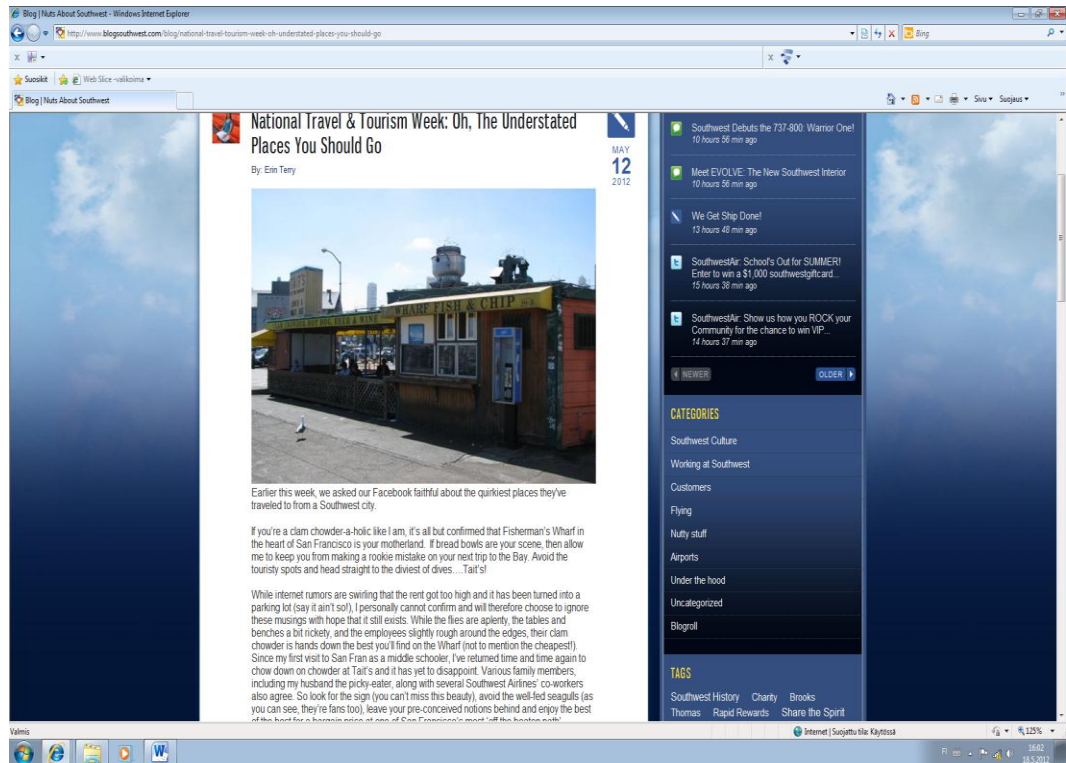 Blog | Nuts About Southwest - Windows Internet Explorer
http://www.blogsouthwest.com/blog/national-travel-tourism-week-oh-understated-places-you-should-go
Bing
x
x
Suosikit
Web Slice -valikoima
Blog | Nuts About Southwest
Sivu
Suojaus
National Travel & Tourism Week: Oh, The Understated
Places You Should Go
By: Erin Terry
MAY
12
2012
WHARF FISH & CHIP
Earlier this week, we asked our Facebook faithful about the quirkiest places they've
traveled to from a Southwest city.
If you're a clam chowder-a-holic like I am, it's all but confirmed that Fisherman's Wharf in
the heart of San Francisco is your motherland. If bread bowls are your scene, then allow
me to keep you from making a rookie mistake on your next trip to the Bay. Avoid the
touristy spots and head straight to the diviest of dives….Tait's!
While internet rumors are swirling that the rent got too high and it has been turned into a
parking lot (say it ain't so!), I personally cannot confirm and will therefore choose to ignore
these musings with hope that it still exists. While the flies are aplenty, the tables and
benches a bit rickety, and the employees slightly rough around the edges, their clam
chowder is hands down the best you'll find on the Wharf (not to mention the cheapest!).
Since my first visit to San Fran as a middle schooler, I've returned time and time again to
chow down on chowder at Tait's and it has yet to disappoint. Various family members,
including my husband the picky-eater, along with several Southwest Airlines' co-workers
also agree. So look for the sign (you can't miss this beauty), avoid the well-fed seagulls (as
you can see, they're fans too), leave your pre-conceived notions behind and enjoy the best
of the best for a bargain price at one of San Francisco's most 'off the beaten path'
Southwest Debuts the 737-800: Warrior One!
10 hours 56 min ago
Meet EVOLVE: The New Southwest Interior
10 hours 56 min ago
We Get Ship Done!
13 hours 48 min ago
SouthwestAir: School's Out for SUMMER!
Enter to win a $1,000 southwestgiftcard...
15 hours 38 min ago
SouthwestAir: Show us how you ROCK your
Community for the chance to win VIP...
14 hours 37 min ago
NEWER
OLDER
CATEGORIES
Southwest Culture
Working at Southwest
Customers
Flying
Nutty stuff
Airports
Under the hood
Uncategorized
Blogroll
TAGS
Southwest History Charity Brooks
Thomas Rapid Rewards Share the Spirit
Valmis
Internet | Suojattu tila: Käytössä
125%
FI
16:02
18.5.2012